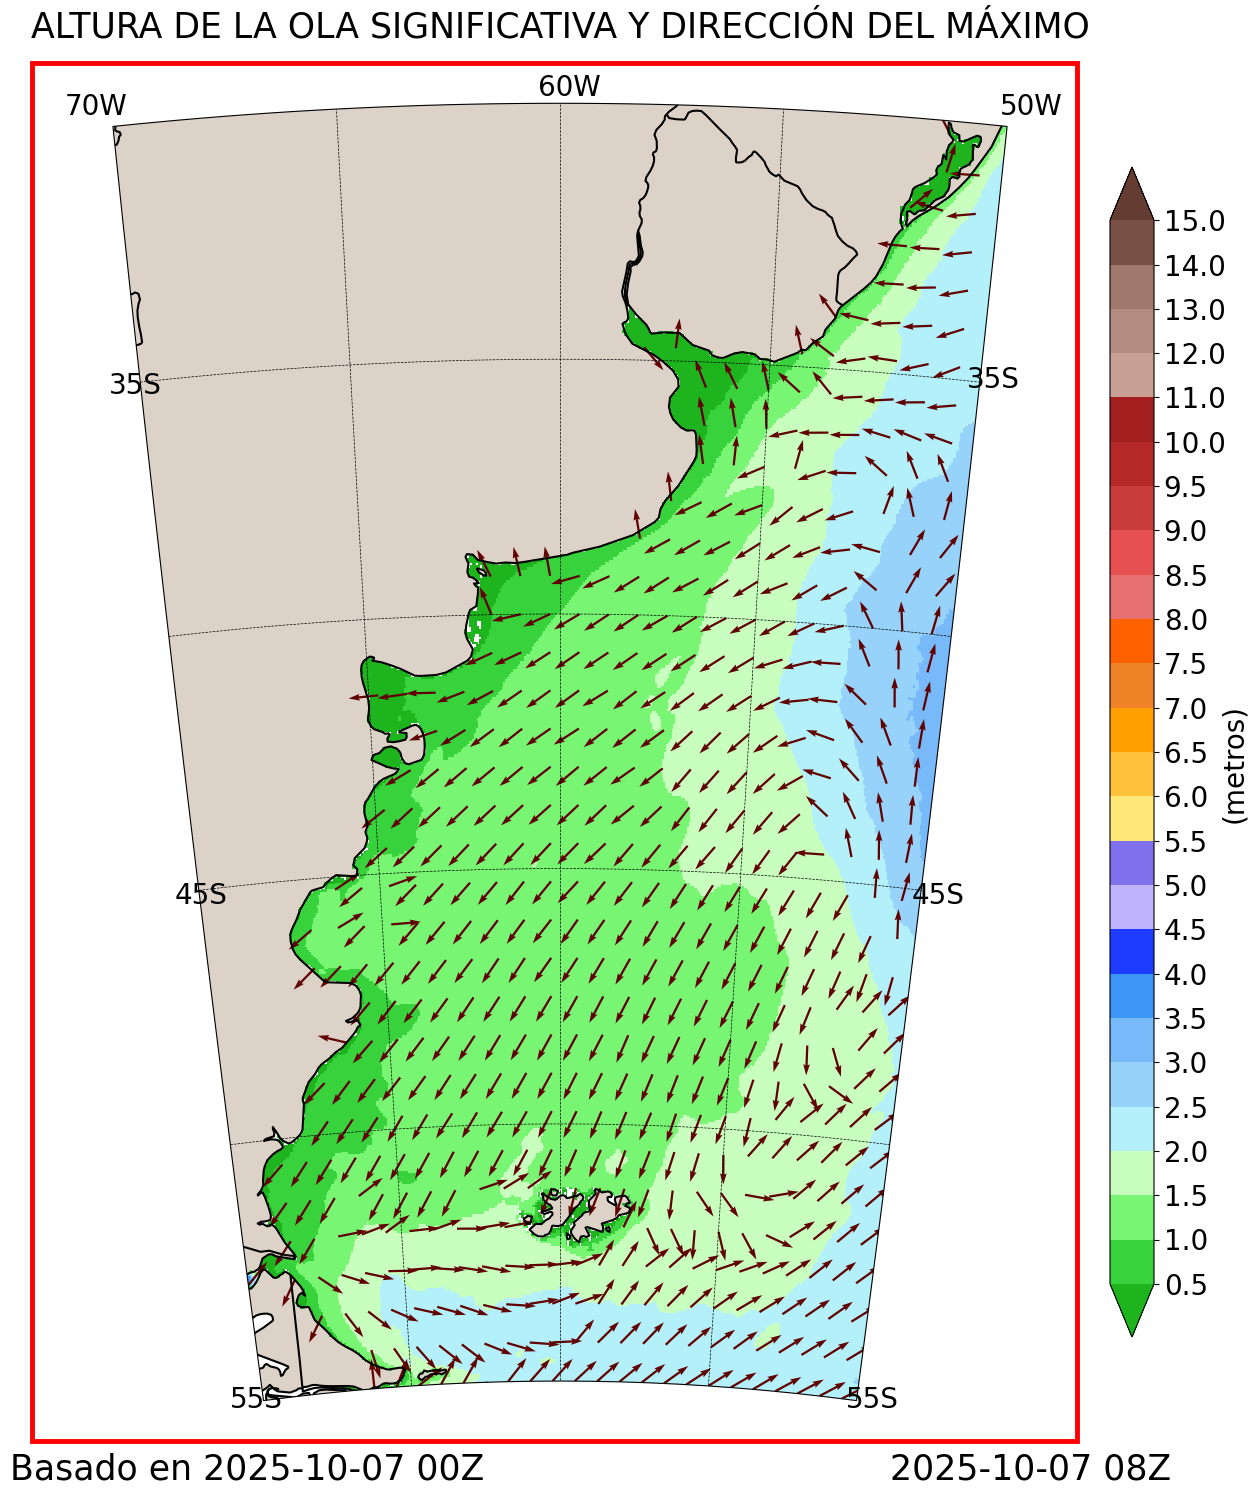 ALTURA DE LA OLA SIGNIFICATIVA Y DIRECCIÓN DEL MÁXIMO
70W
60W
50W
35S
35S
45S
45S
55S
55S
15.0
14.0
13.0
12.0
11.0
10.0
9.5
9.0
8.5
8.0
7.5
7.0
6.5
6.0
5.5
5.0
4.5
4.0
3.5
3.0
2.5
2.0
1.5
1.0
0.5
(metros)
Basado en 2025-10-07 00Z
2025-10-07 08Z